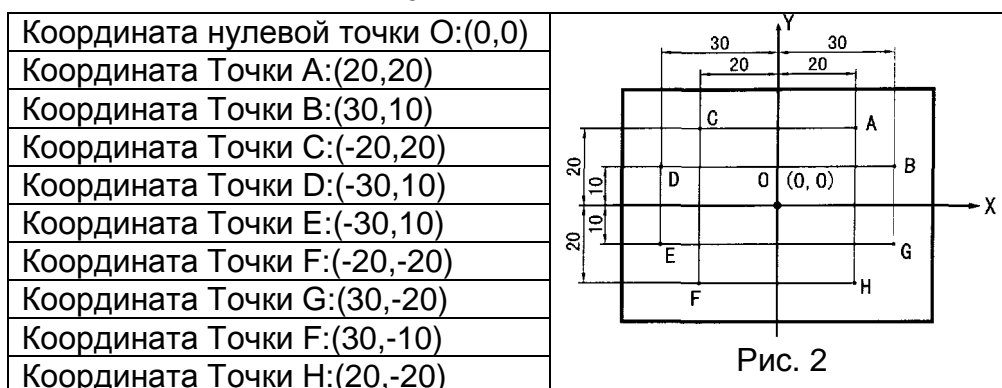 Координата нулевой точки O:(0,0)
Координата Точки A:(20,20)
Координата Точки B:(30,10)
Координата Точки C:(-20,20)
Координата Точки D:(-30,10)
Координата Точки E:(-30,10)
Координата Точки F:(-20,-20)
Координата Точки G:(30,-20)
Координата Точки F:(30,-10)
Координата Точки H:(20,-20)
Y
30 30
20 20
C A
20 10 D O (0, 0) B
X
20 10 E G
F H
Рис. 2